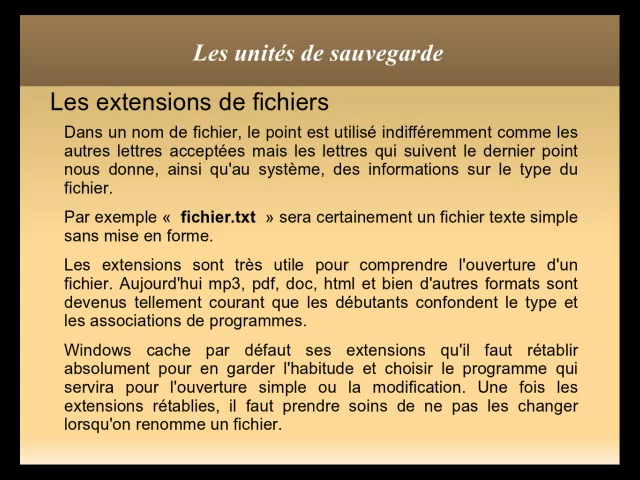 Les unités de sauvegarde
Les extensions de fichiers
Dans un nom de fichier, le point est utilisé indifféremment comme les
autres lettres acceptées mais les lettres qui suivent le dernier point
nous donne, ainsi qu'au système, des informations sur le type du
fichier.
Par exemple « fichier.txt » sera certainement un fichier texte simple
sans mise en forme.
Les extensions sont très utile pour comprendre l'ouverture d'un
fichier. Aujourd'hui mp3, pdf, doc, html et bien d'autres formats sont
devenus tellement courant que les débutants confondent le type et
les associations de programmes.
Windows cache par défaut ses extensions qu'il faut rétablir
absolument pour en garder l'habitude et choisir le programme qui
servira pour l'ouverture simple ou la modification. Une fois les
extensions rétablies, il faut prendre soins de ne pas les changer
lorsqu'on renomme un fichier.